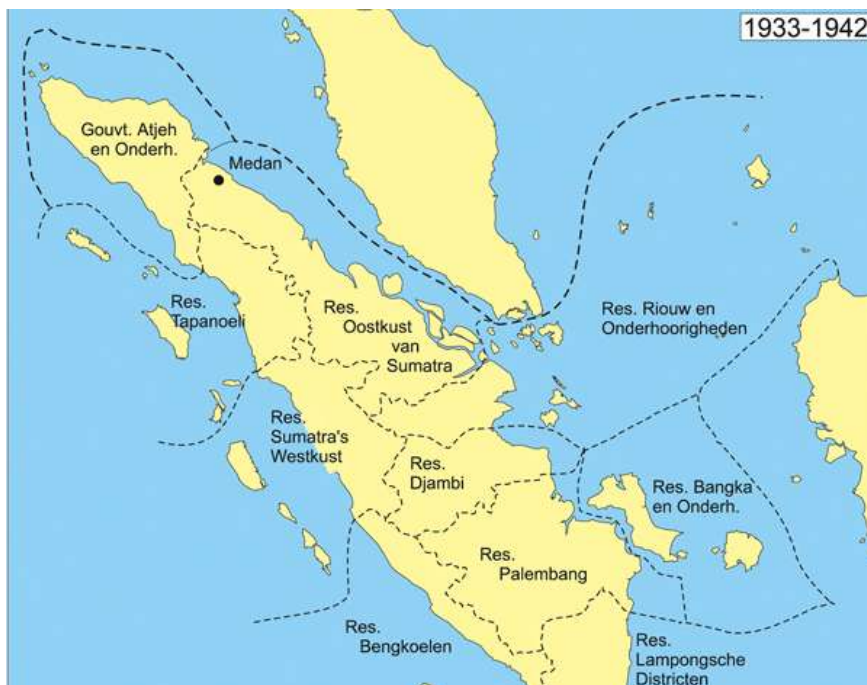 1933-1942
Gouvt. Atjeh
en Onderh.
Medan
Res.
Tapanoeli
Res.
Oostkust
van
Sumatra
Res. Riouw en
Onderhoorigheden
Res.
Sumatra's
Westkust
Res.
Djambi
Res. Bangka
en Onderh.
Res.
Palembang
Res.
Bengkoelen
Res.
Lampongsche
Districten